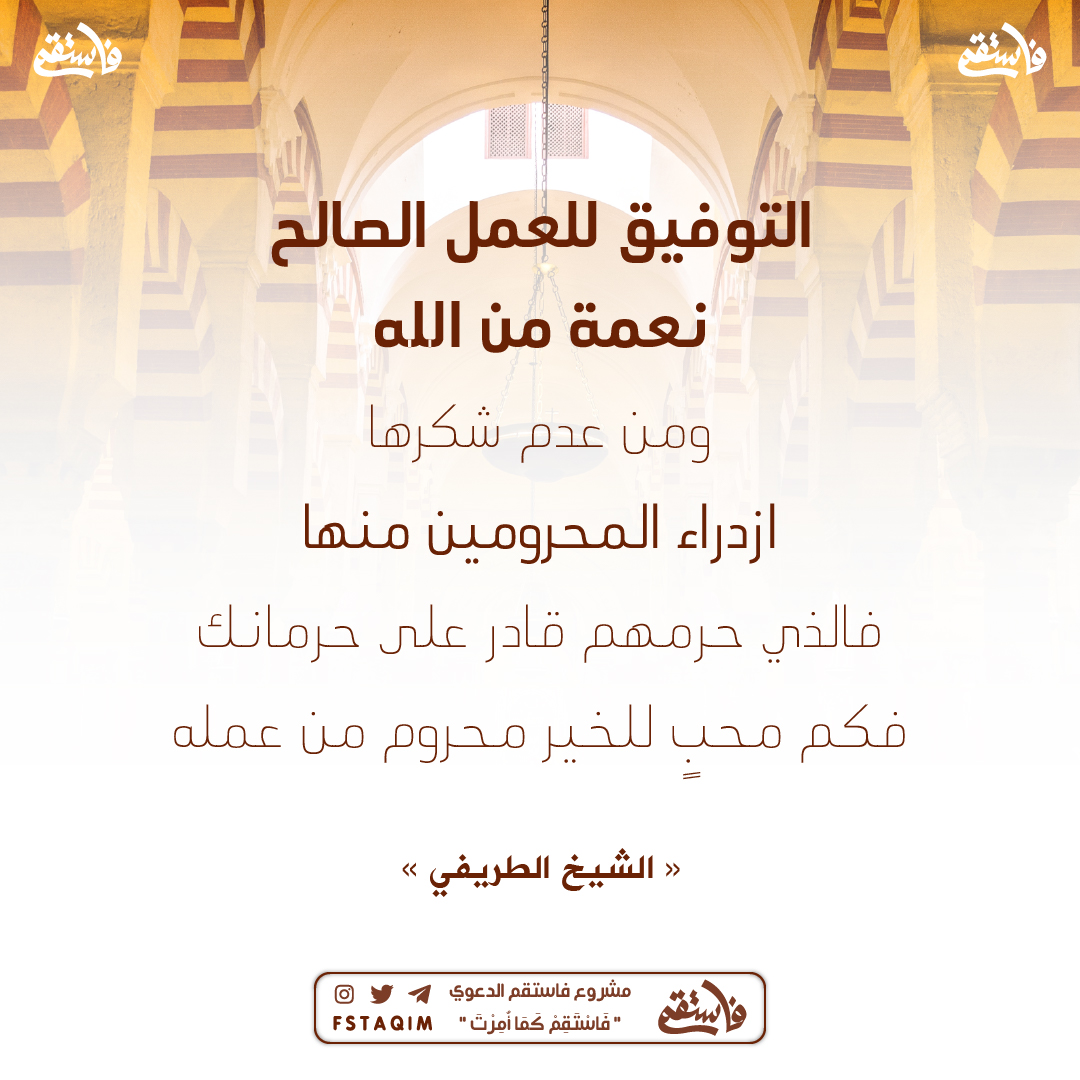 فاستقم
فاستقم
التوفيق للعمل الصالح
نعمة من الله
ومن عدم شكرها
ازدراء المحرومين منها
فالذي حرمهم قادر على حرمانك
فكم محبٍ للخير محروم من عمله
« الشيخ الطريفي »
فاستقم
مشروع فاستقم الدعوي
" فَاسْتَقِمْ كَمَا أُمِرْتَ "
FSTAQIM